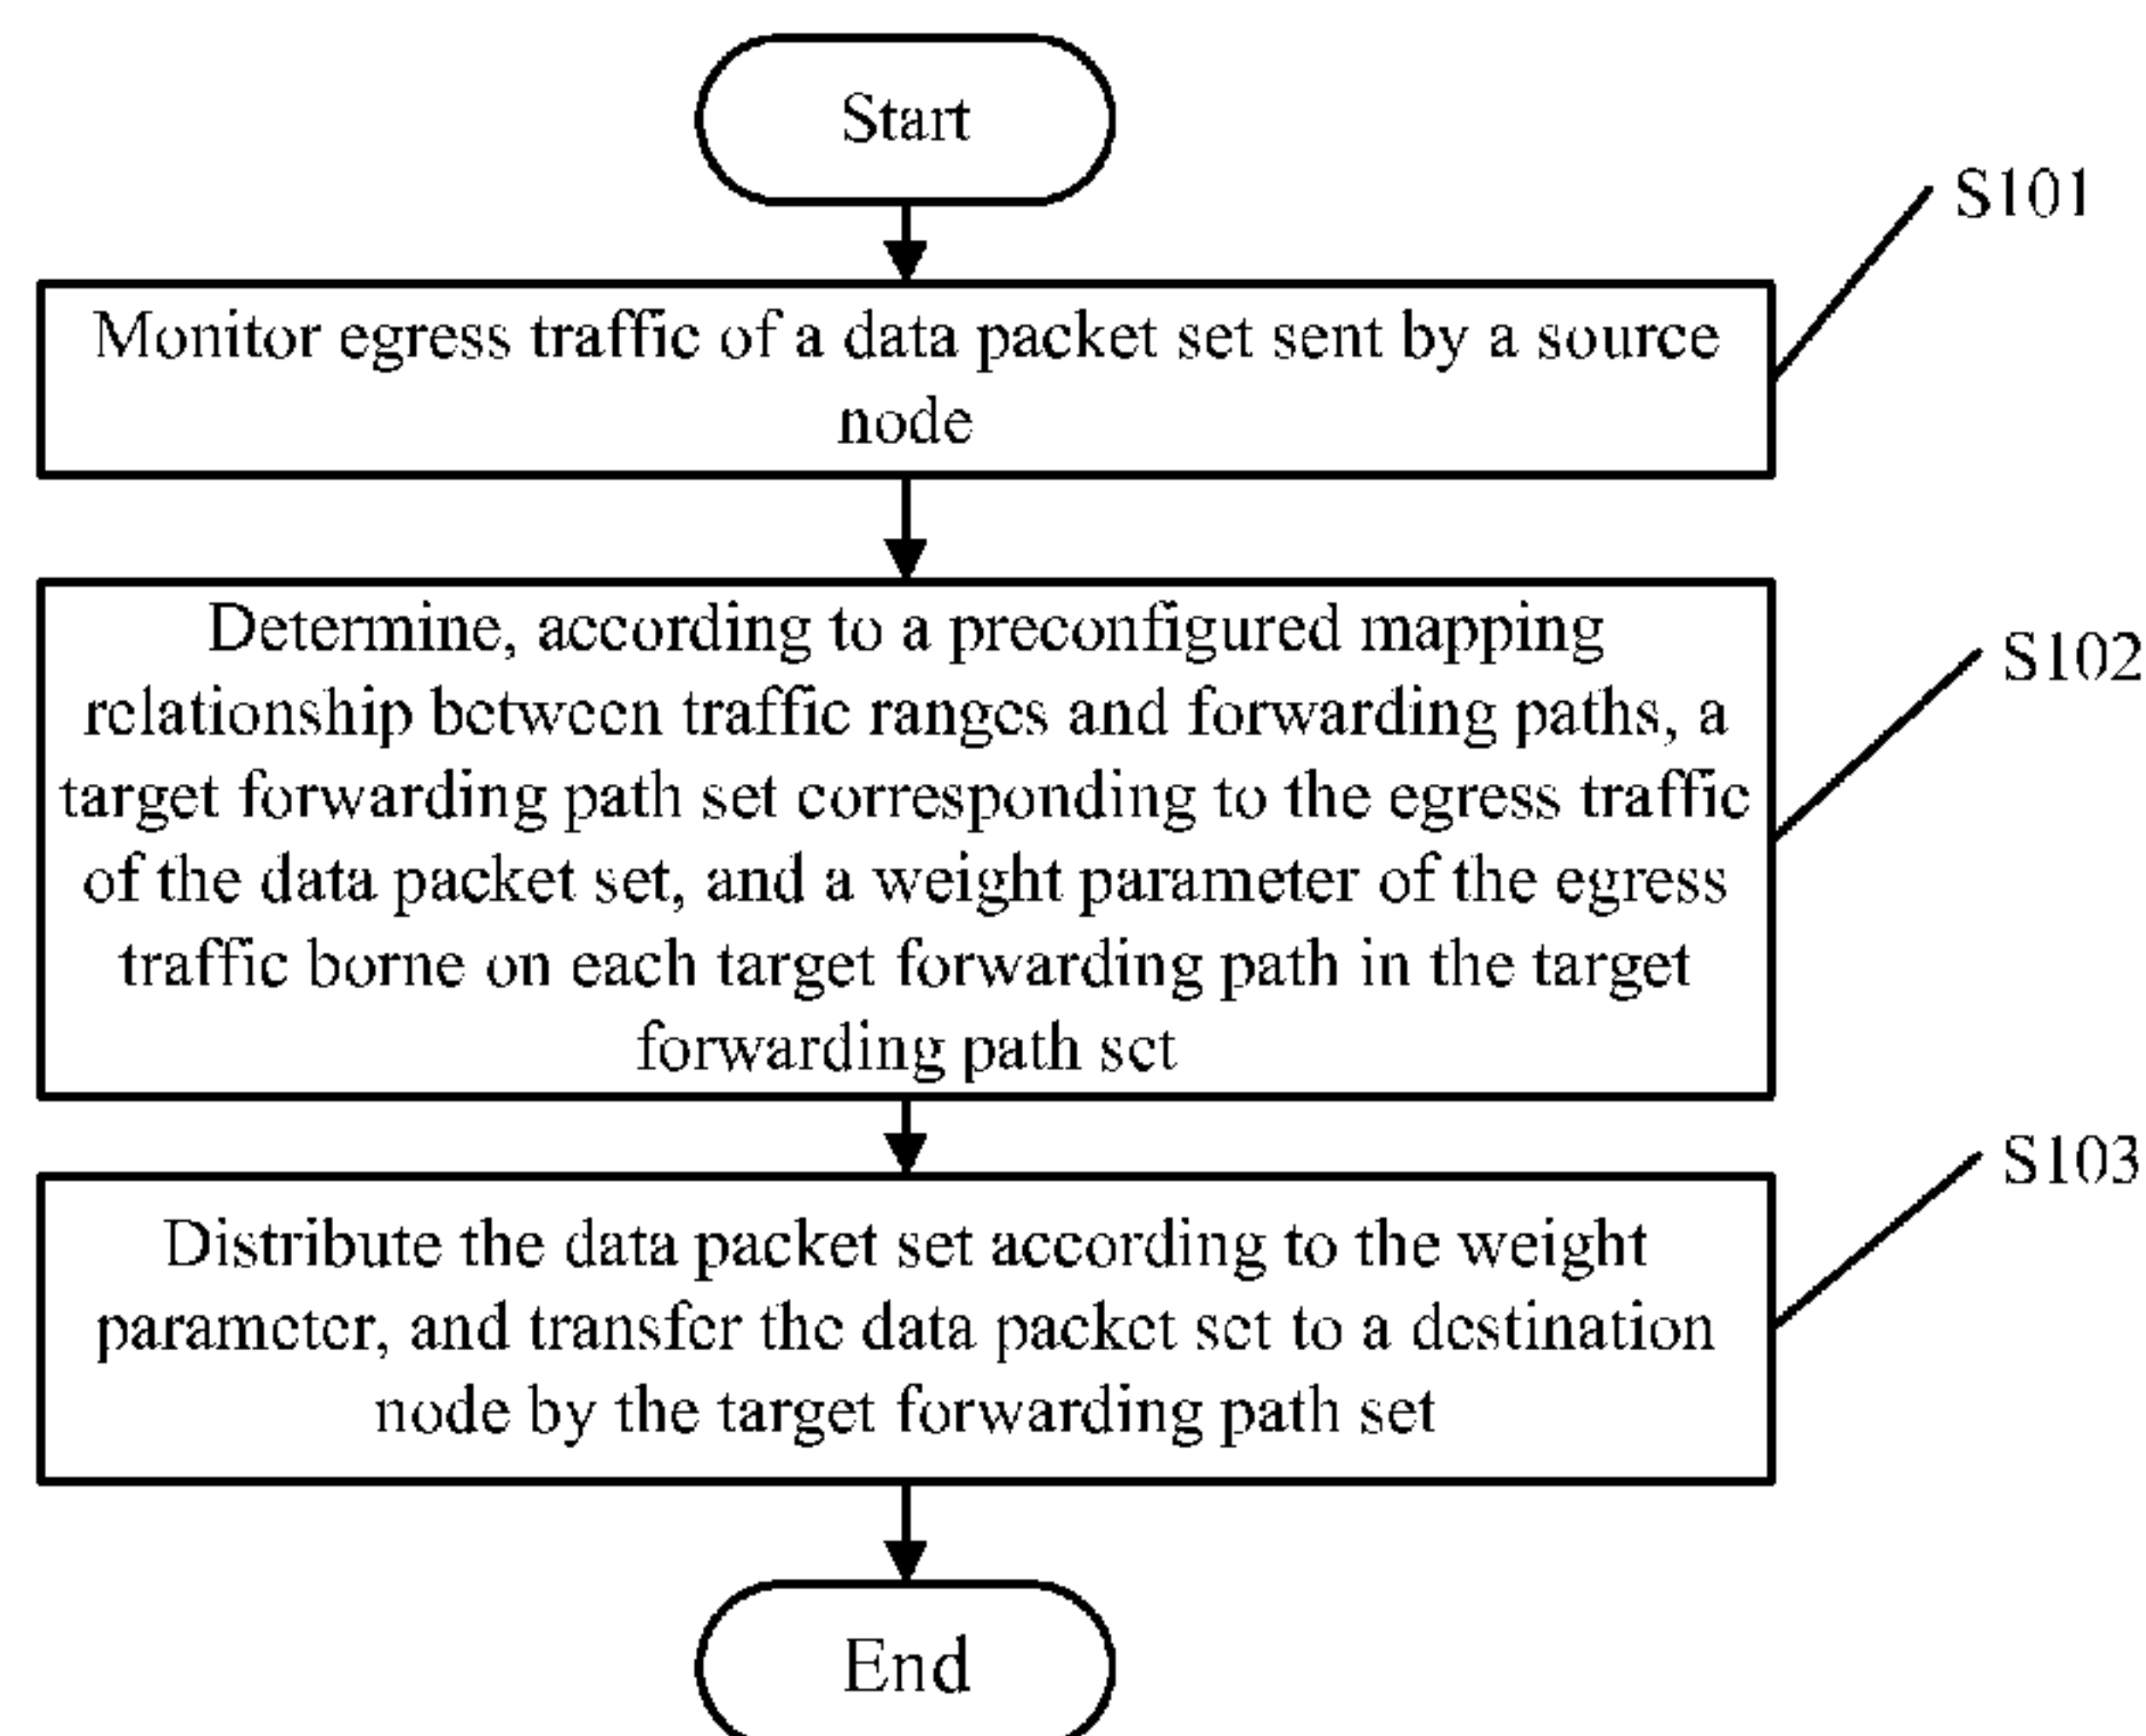 Start
S101
Monitor egress traffic of a data packet set sent by a source
node
Determine, according to a preconfigured mapping
relationship between traffic ranges and forwarding paths, a
target forwarding path set corresponding to the egress traffic
of the data packet set, and a weight parameter of the egress
traffic borne on each target forwarding path in the target
forwarding path set
S102
Distribute the data packet set according to the weight
parameter, and transfer the data packet set to a destination
node by the target forwarding path set
S103
End